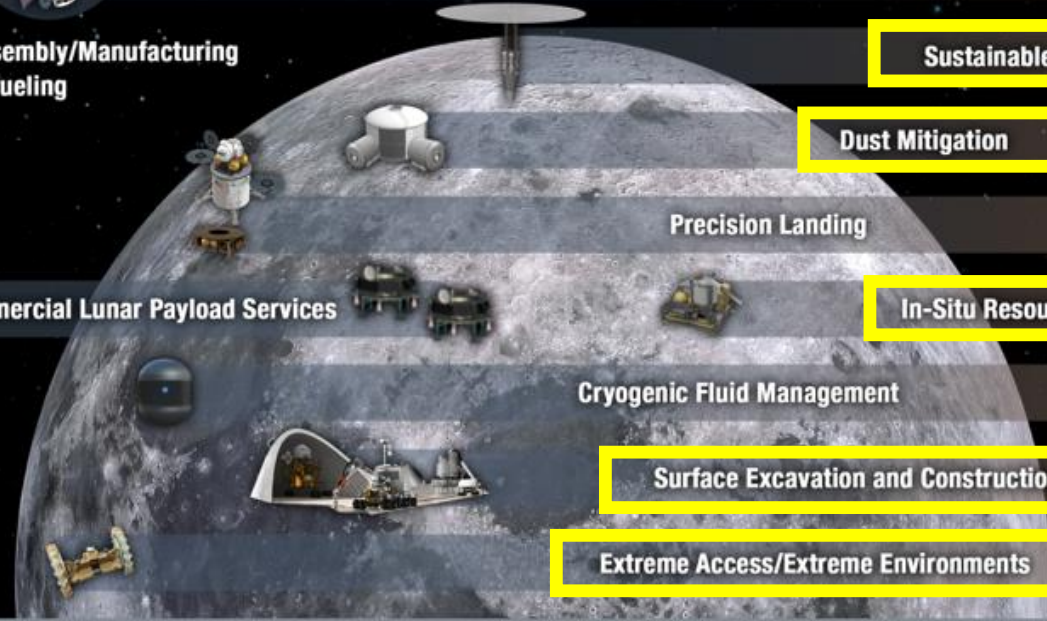 sembly/Manufacturing
ueling
Sustainable
Dust Mitigation
Precision Landing
mercial Lunar Payload Services
In-Situ Resou
Cryogenic Fluid Management
Surface Excavation and Constructio
Extreme Access/Extreme Environments